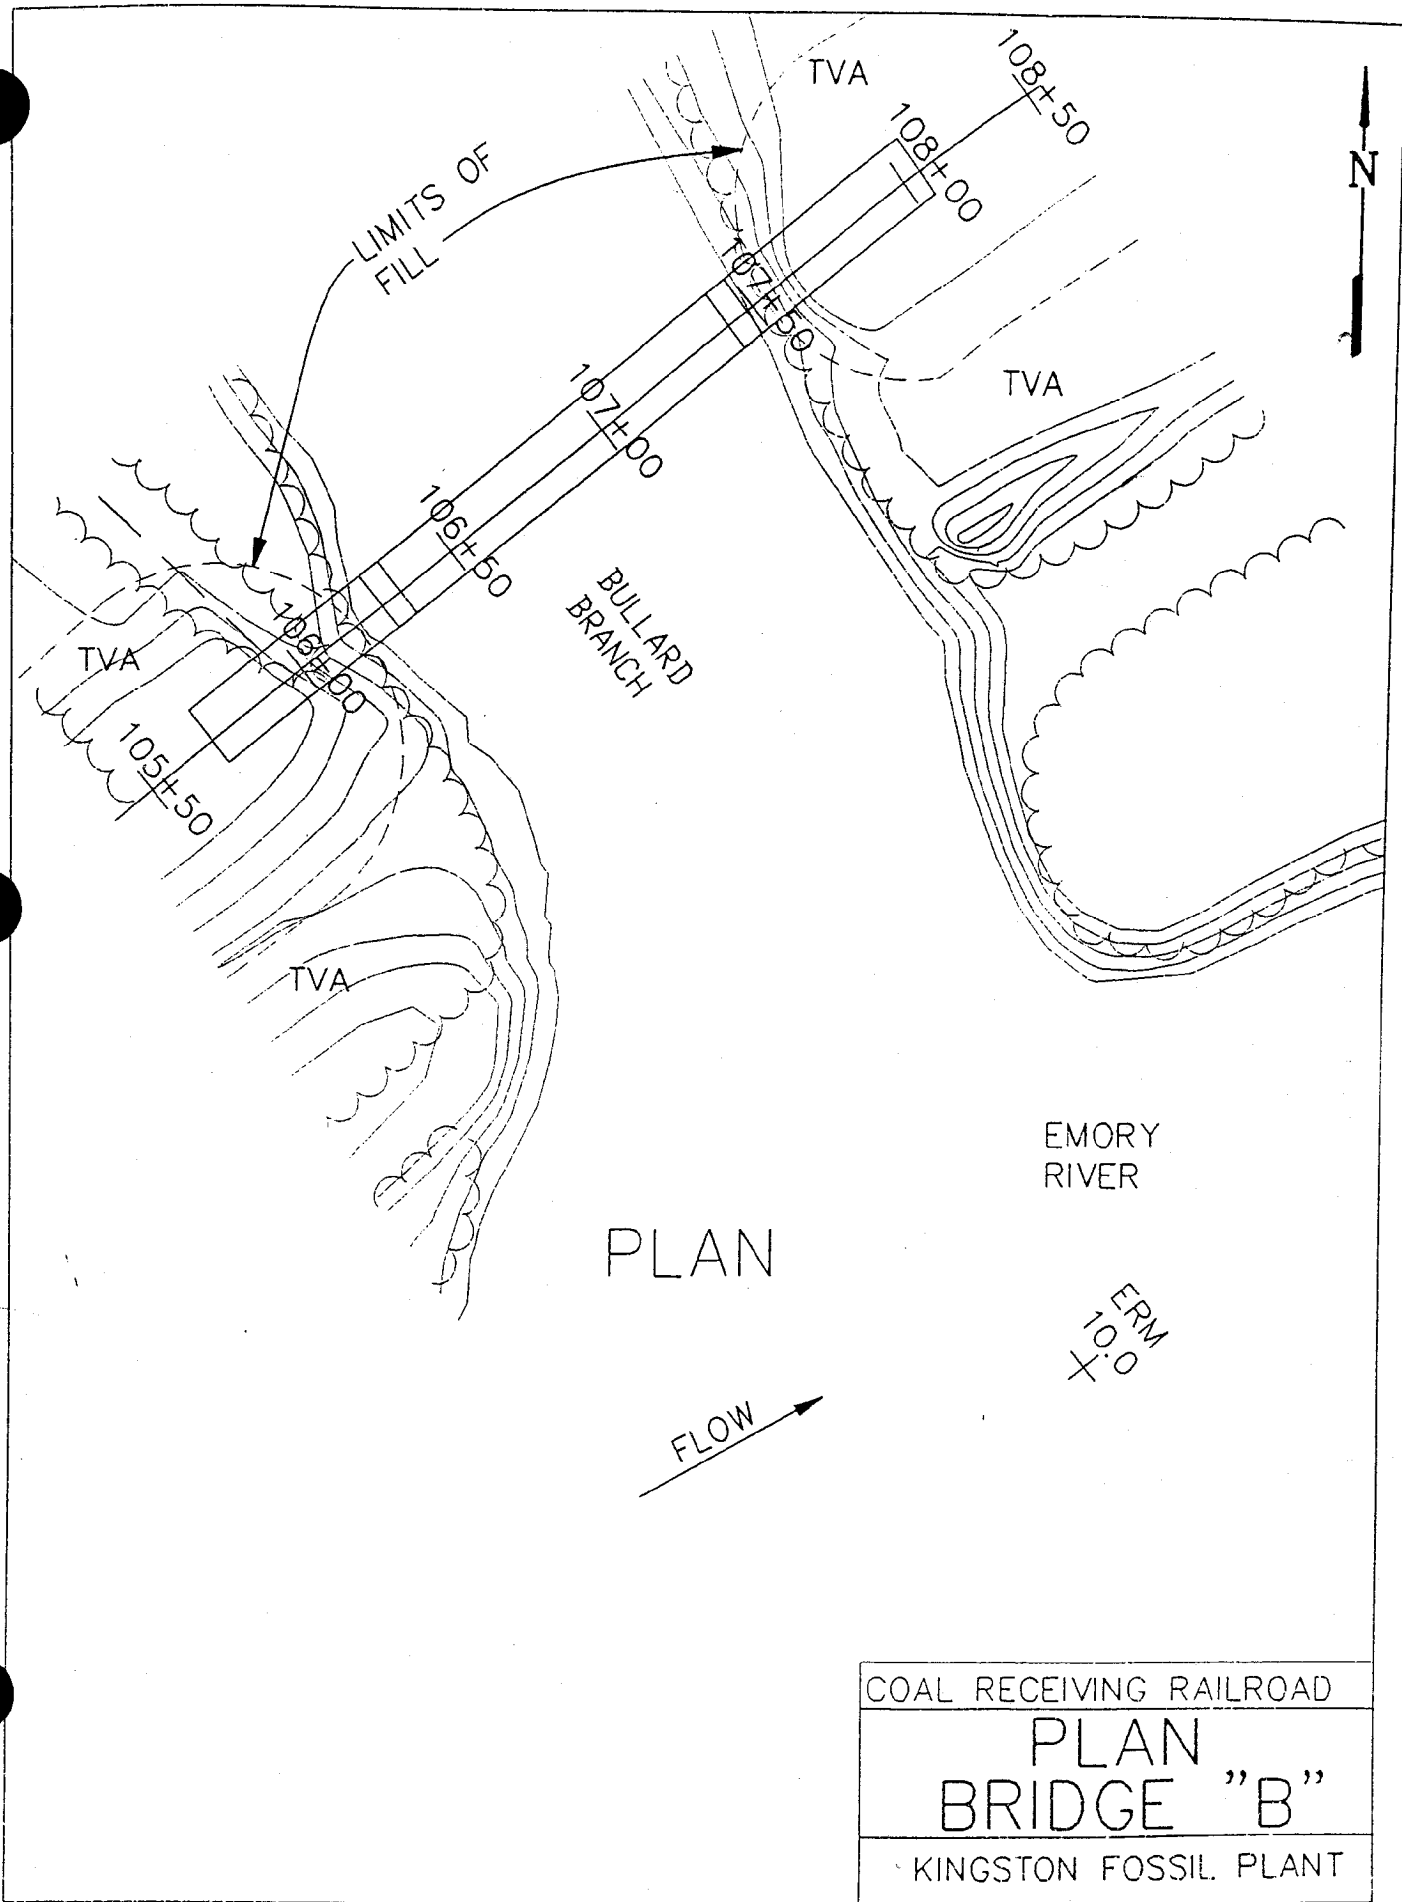 TVA
108+50
108+00
N
LIMITS OF
FILL
107+50
TVA
107+00
106+50
BULLARD
BRANCH
106+00
TVA
105+50
TVA
EMORY
RIVER
PLAN
ERM
10.0
X
FLOW
COAL RECEIVING RAILROAD
PLAN
BRIDGE "B"
KINGSTON FOSSIL PLANT